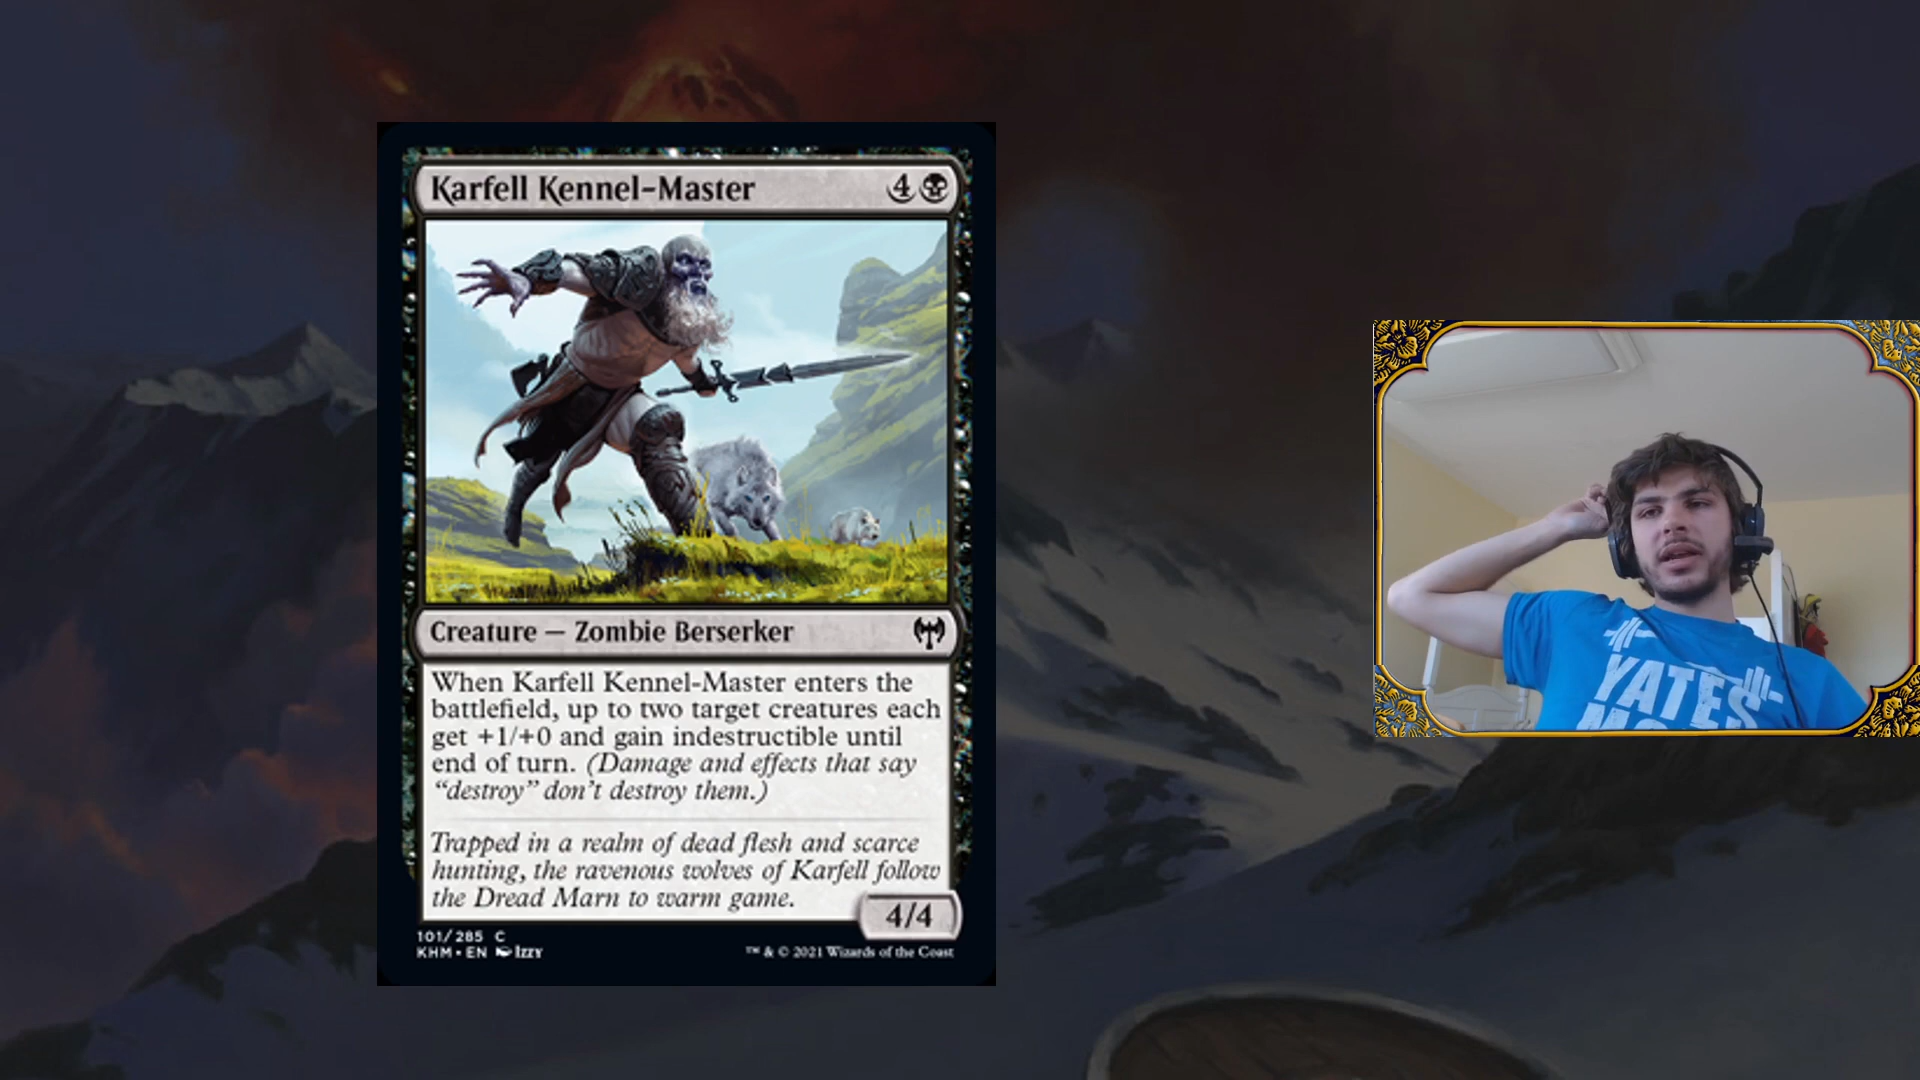 Karfell Kennel-Master 4
Creature — Zombie Berserker
When Karfell Kennel-Master enters the
battlefield, up to two target creatures each
get +1/+0 and gain indestructible until
end of turn. (Damage and effects that say
"destroy" don't destroy them.)
Trapped in a realm of dead flesh and scarce
hunting, the ravenous wolves of Karfell follow
the Dread Marn to warm game.
4/4
101/285 C
KHM • EN Izzy
™ & © 2021 Wizards of the Coast
YATES